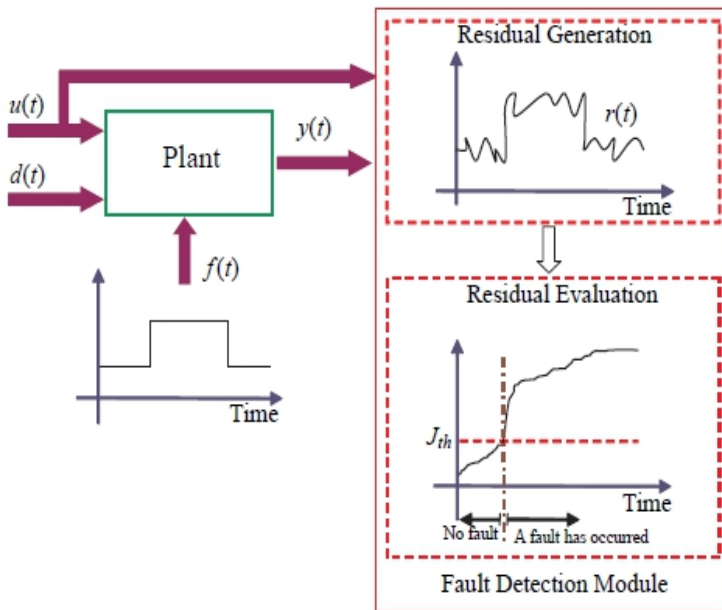 Residual Generation
u(t)
y(t)
r(t)
Plant
d(t)
Time
f(t)
Residual Evaluation
Time
J_th
Time
No fault
A fault has occurred
Fault Detection Module